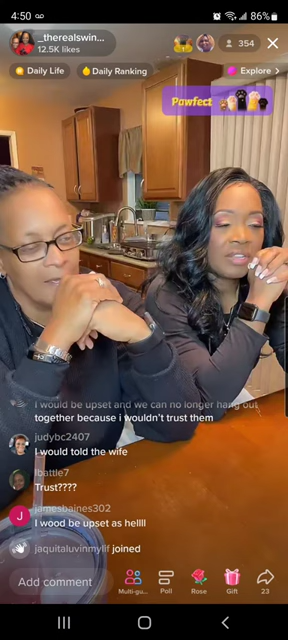 4:50
86%
_therealswin...
12.5K likes
354
Daily Life
Daily Ranking
Explore >
Pawfect
I would be upset and we can no longer hang out
together because i wouldn't trust them
judybc2407
I would told the wife
lbattle7
Trust????
J
jamesbaines302
I wood be upset as hellll
jaquitaluvinmylif joined
Add comment
Multi-gu...
Poll
Rose
Gift
23